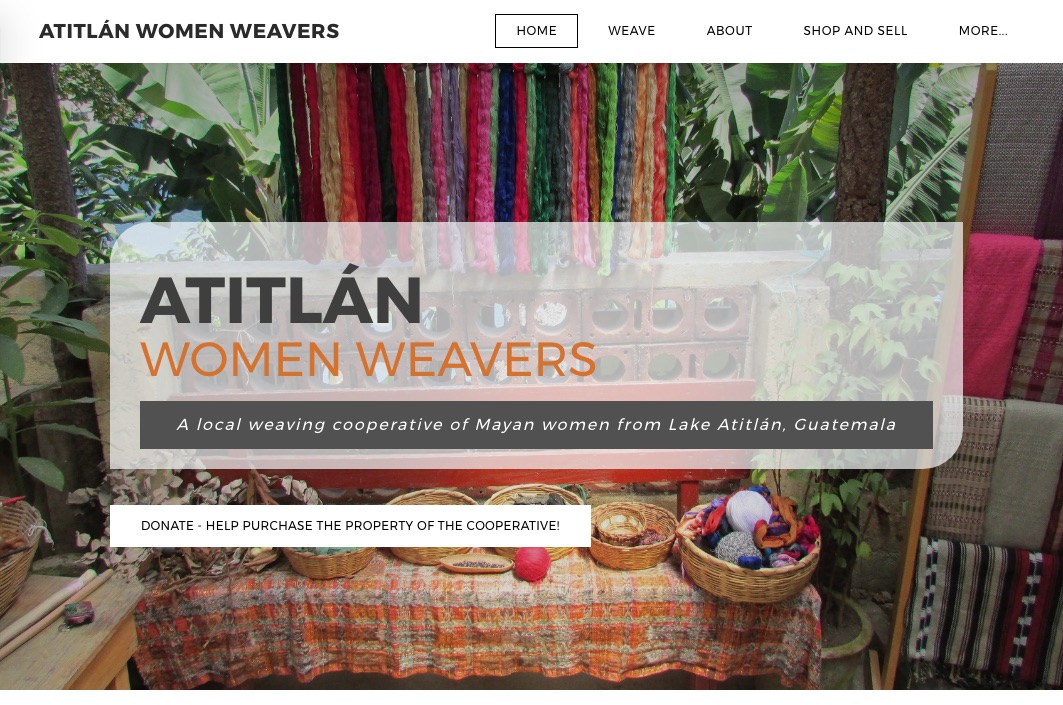 ATITLÁN WOMEN WEAVERS
HOME WEAVE ABOUT SHOP AND SELL MORE...
ATITLÁN
WOMEN WEAVERS
A local weaving cooperative of Mayan women from Lake Atitlán, Guatemala
DONATE - HELP PURCHASE THE PROPERTY OF THE COOPERATIVE!